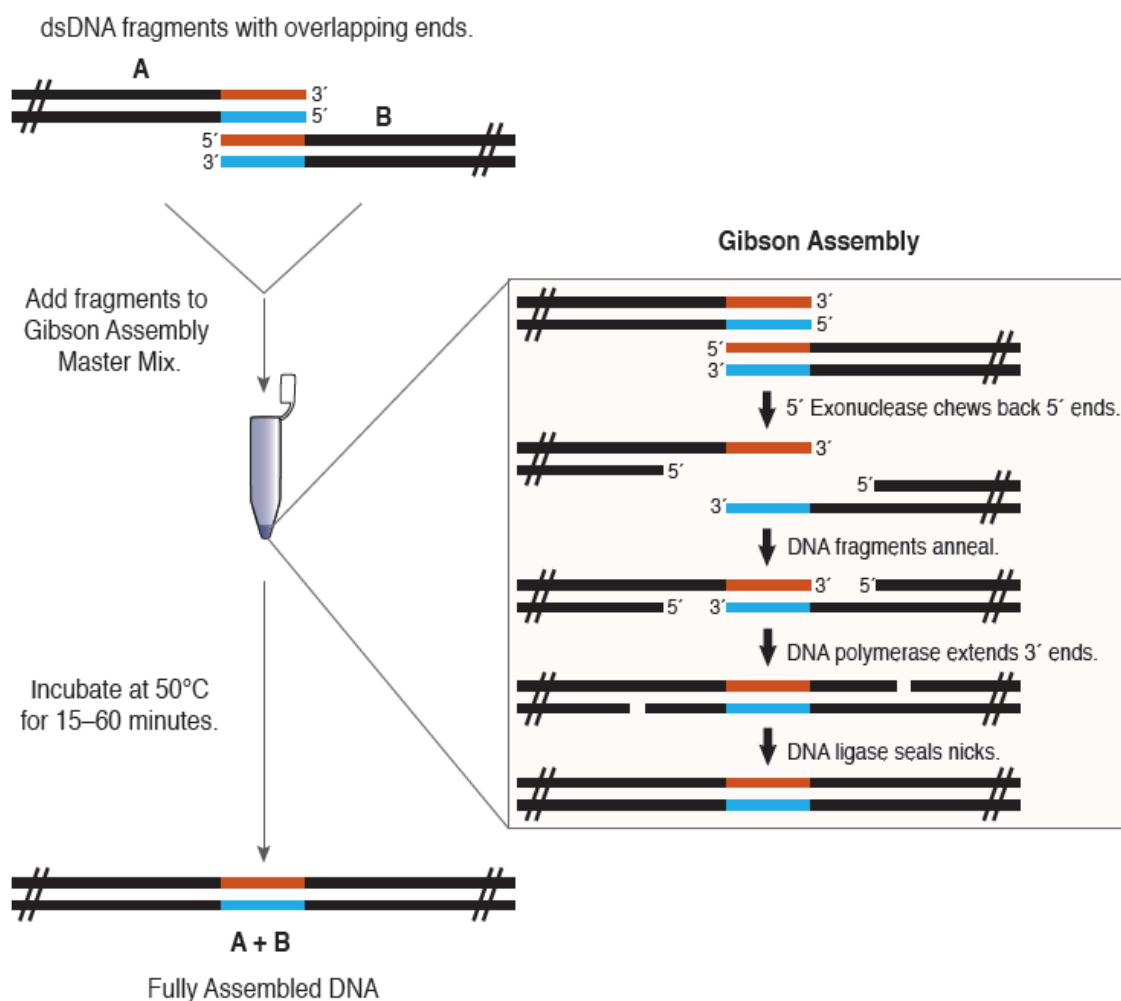 dsDNA fragments with overlapping ends.
A
3´
5´
B
5´
3´
Add fragments to
Gibson Assembly
Master Mix.
Incubate at 50°C
for 15–60 minutes.
A + B
Fully Assembled DNA
Gibson Assembly
3´
5´
5´
3´
5´ Exonuclease chews back 5´ ends.
3´
5´
5´
3´
DNA fragments anneal.
3´ 5´
5´ 3´
DNA polymerase extends 3´ ends.
DNA ligase seals nicks.